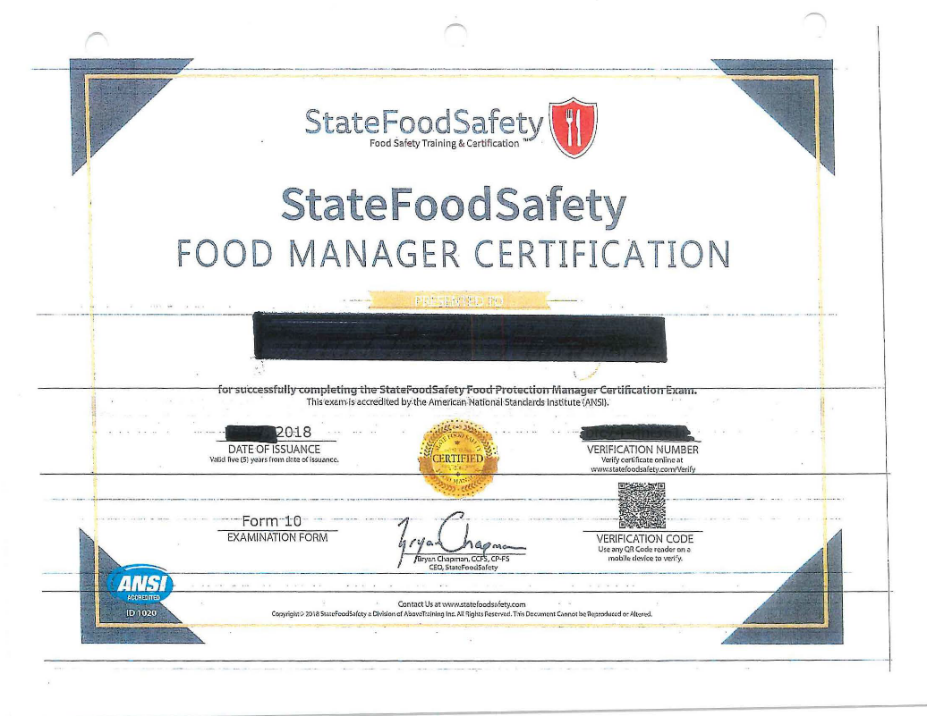 StateFoodSafety
Food Safety Training & Certification ™
StateFoodSafety
FOOD MANAGER CERTIFICATION
PRESENTED TO
for successfully completing the StateFoodSafety Food Protection Manager Certification Exam.
This exam is accredited by the American National Standards Institute (ANSI).
2018
DATE OF ISSUANCE
Valid five (5) years from date of issuance.
CERTIFIED
VERIFICATION NUMBER
Verify certificate online at
www.statefoodsafety.com/Verify
Form 10
EXAMINATION FORM
Bryan Chapman
Bryan Chapman, CCFS, CP-FS
CEO, StateFoodSafety
VERIFICATION CODE
Use any QR Code reader on a
mobile device to verify.
ANSI
ACCREDITED
ID 1020
Contact Us at www.statefoodsafety.com
Copyright © 2018 StateFoodSafety a Division of AboveTraining Inc. All Rights Reserved. This Document Cannot be Reproduced or Altered.